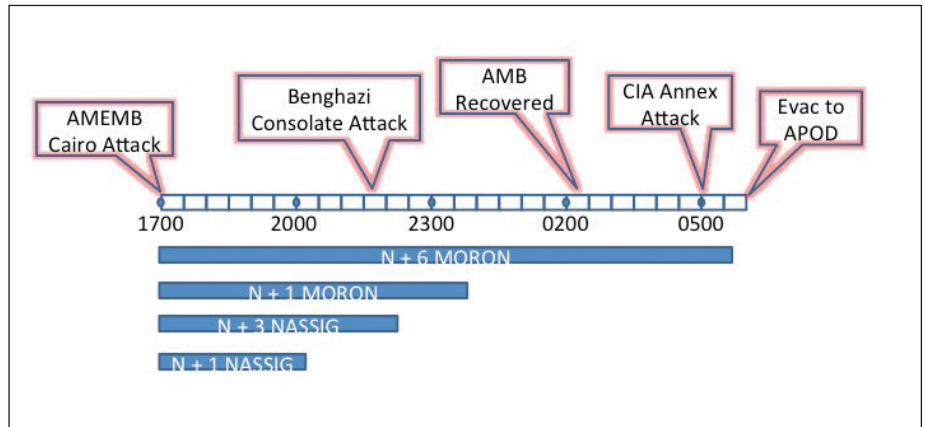 AMEMB
Cairo Attack
Benghazi
Consolate Attack
AMB
Recovered
CIA Annex
Attack
Evac to
APOD
1700
2000
2300
0200
0500
N + 6 MORON
N + 1 MORON
N + 3 NASSIG
N + 1 NASSIG